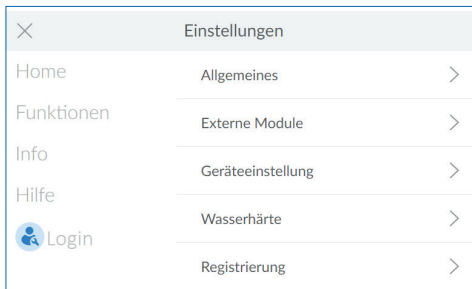 Einstellungen
Home
Funktionen
Info
Hilfe
Login
Allgemeines
Externe Module
Geräteeinstellung
Wasserhärte
Registrierung